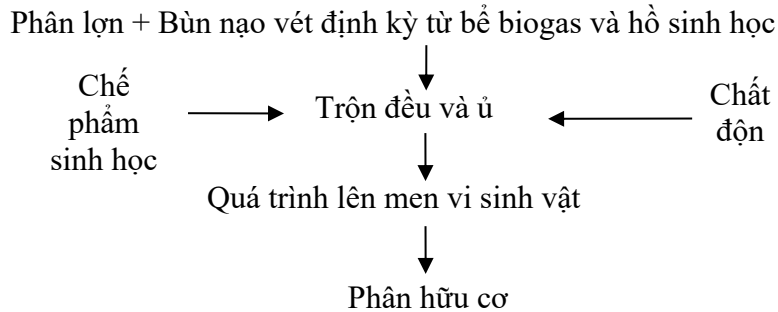 Phân lợn + Bùn nạo vét định kỳ từ bể biogas và hồ sinh học
Chế
phẩm
sinh học
Trộn đều và ủ
Chất
độn
Quá trình lên men vi sinh vật
Phân hữu cơ